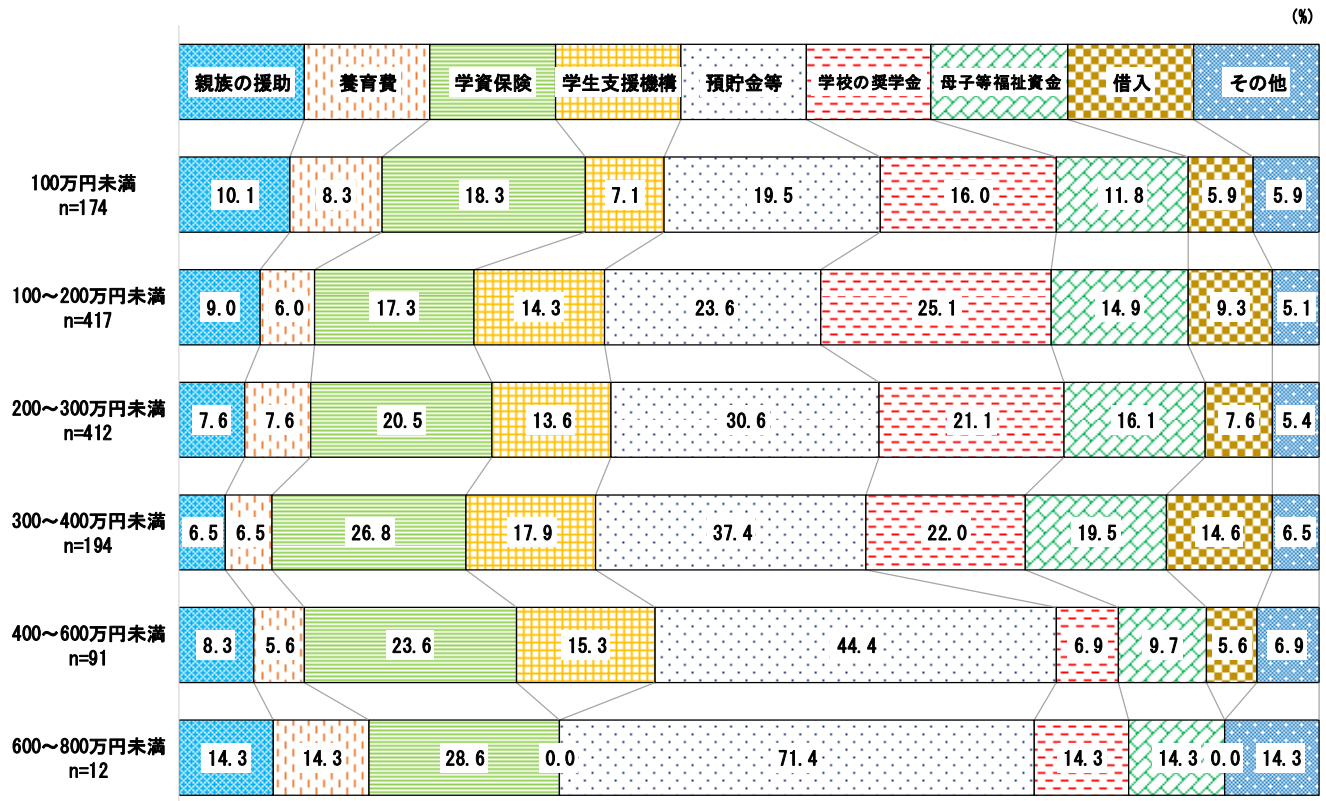 (%)
親族の援助 養育費 学資保険 学生支援機構 預貯金等 学校の奨学金 母子等福祉資金 借入 その他
100万円未満
n=174
10.1 8.3 18.3 7.1 19.5 16.0 11.8 5.9 5.9
100～200万円未満
n=417
9.0 6.0 17.3 14.3 23.6 25.1 14.9 9.3 5.1
200～300万円未満
n=412
7.6 7.6 20.5 13.6 30.6 21.1 16.1 7.6 5.4
300～400万円未満
n=194
6.5 6.5 26.8 17.9 37.4 22.0 19.5 14.6 6.5
400～600万円未満
n=91
8.3 5.6 23.6 15.3 44.4 6.9 9.7 5.6 6.9
600～800万円未満
n=12
14.3 14.3 28.6 0.0 71.4 14.3 14.3 0.0 14.3